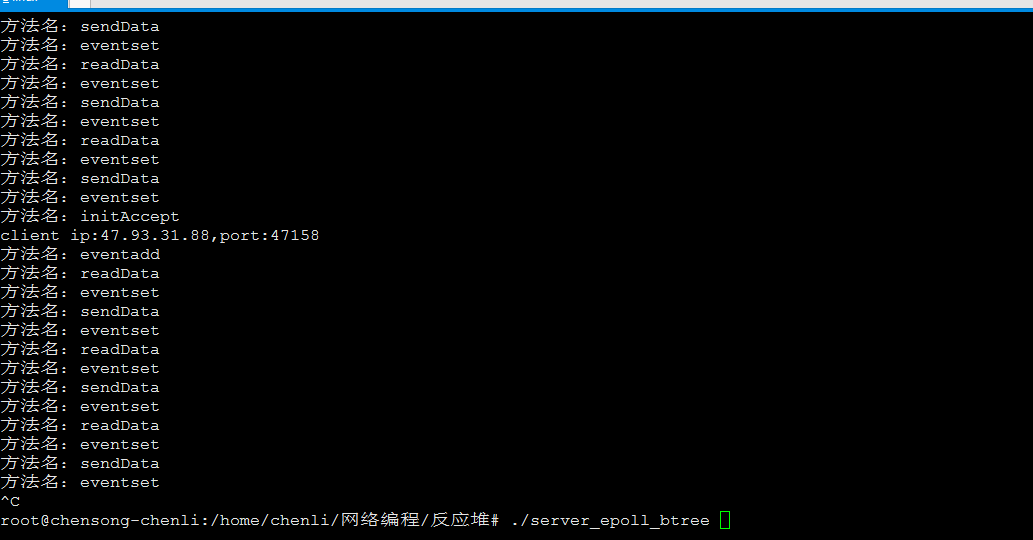 方法名：sendData
方法名：eventset
方法名：readData
方法名：eventset
方法名：sendData
方法名：eventset
方法名：readData
方法名：eventset
方法名：sendData
方法名：eventset
方法名：initAccept
client ip:47.93.31.88,port:47158
方法名：eventadd
方法名：readData
方法名：eventset
方法名：sendData
方法名：eventset
方法名：readData
方法名：eventset
方法名：sendData
方法名：eventset
方法名：readData
方法名：eventset
方法名：sendData
方法名：eventset
^C
root@chensong-chenli:/home/chenli/网络编程/反应堆# ./server_epoll_btree